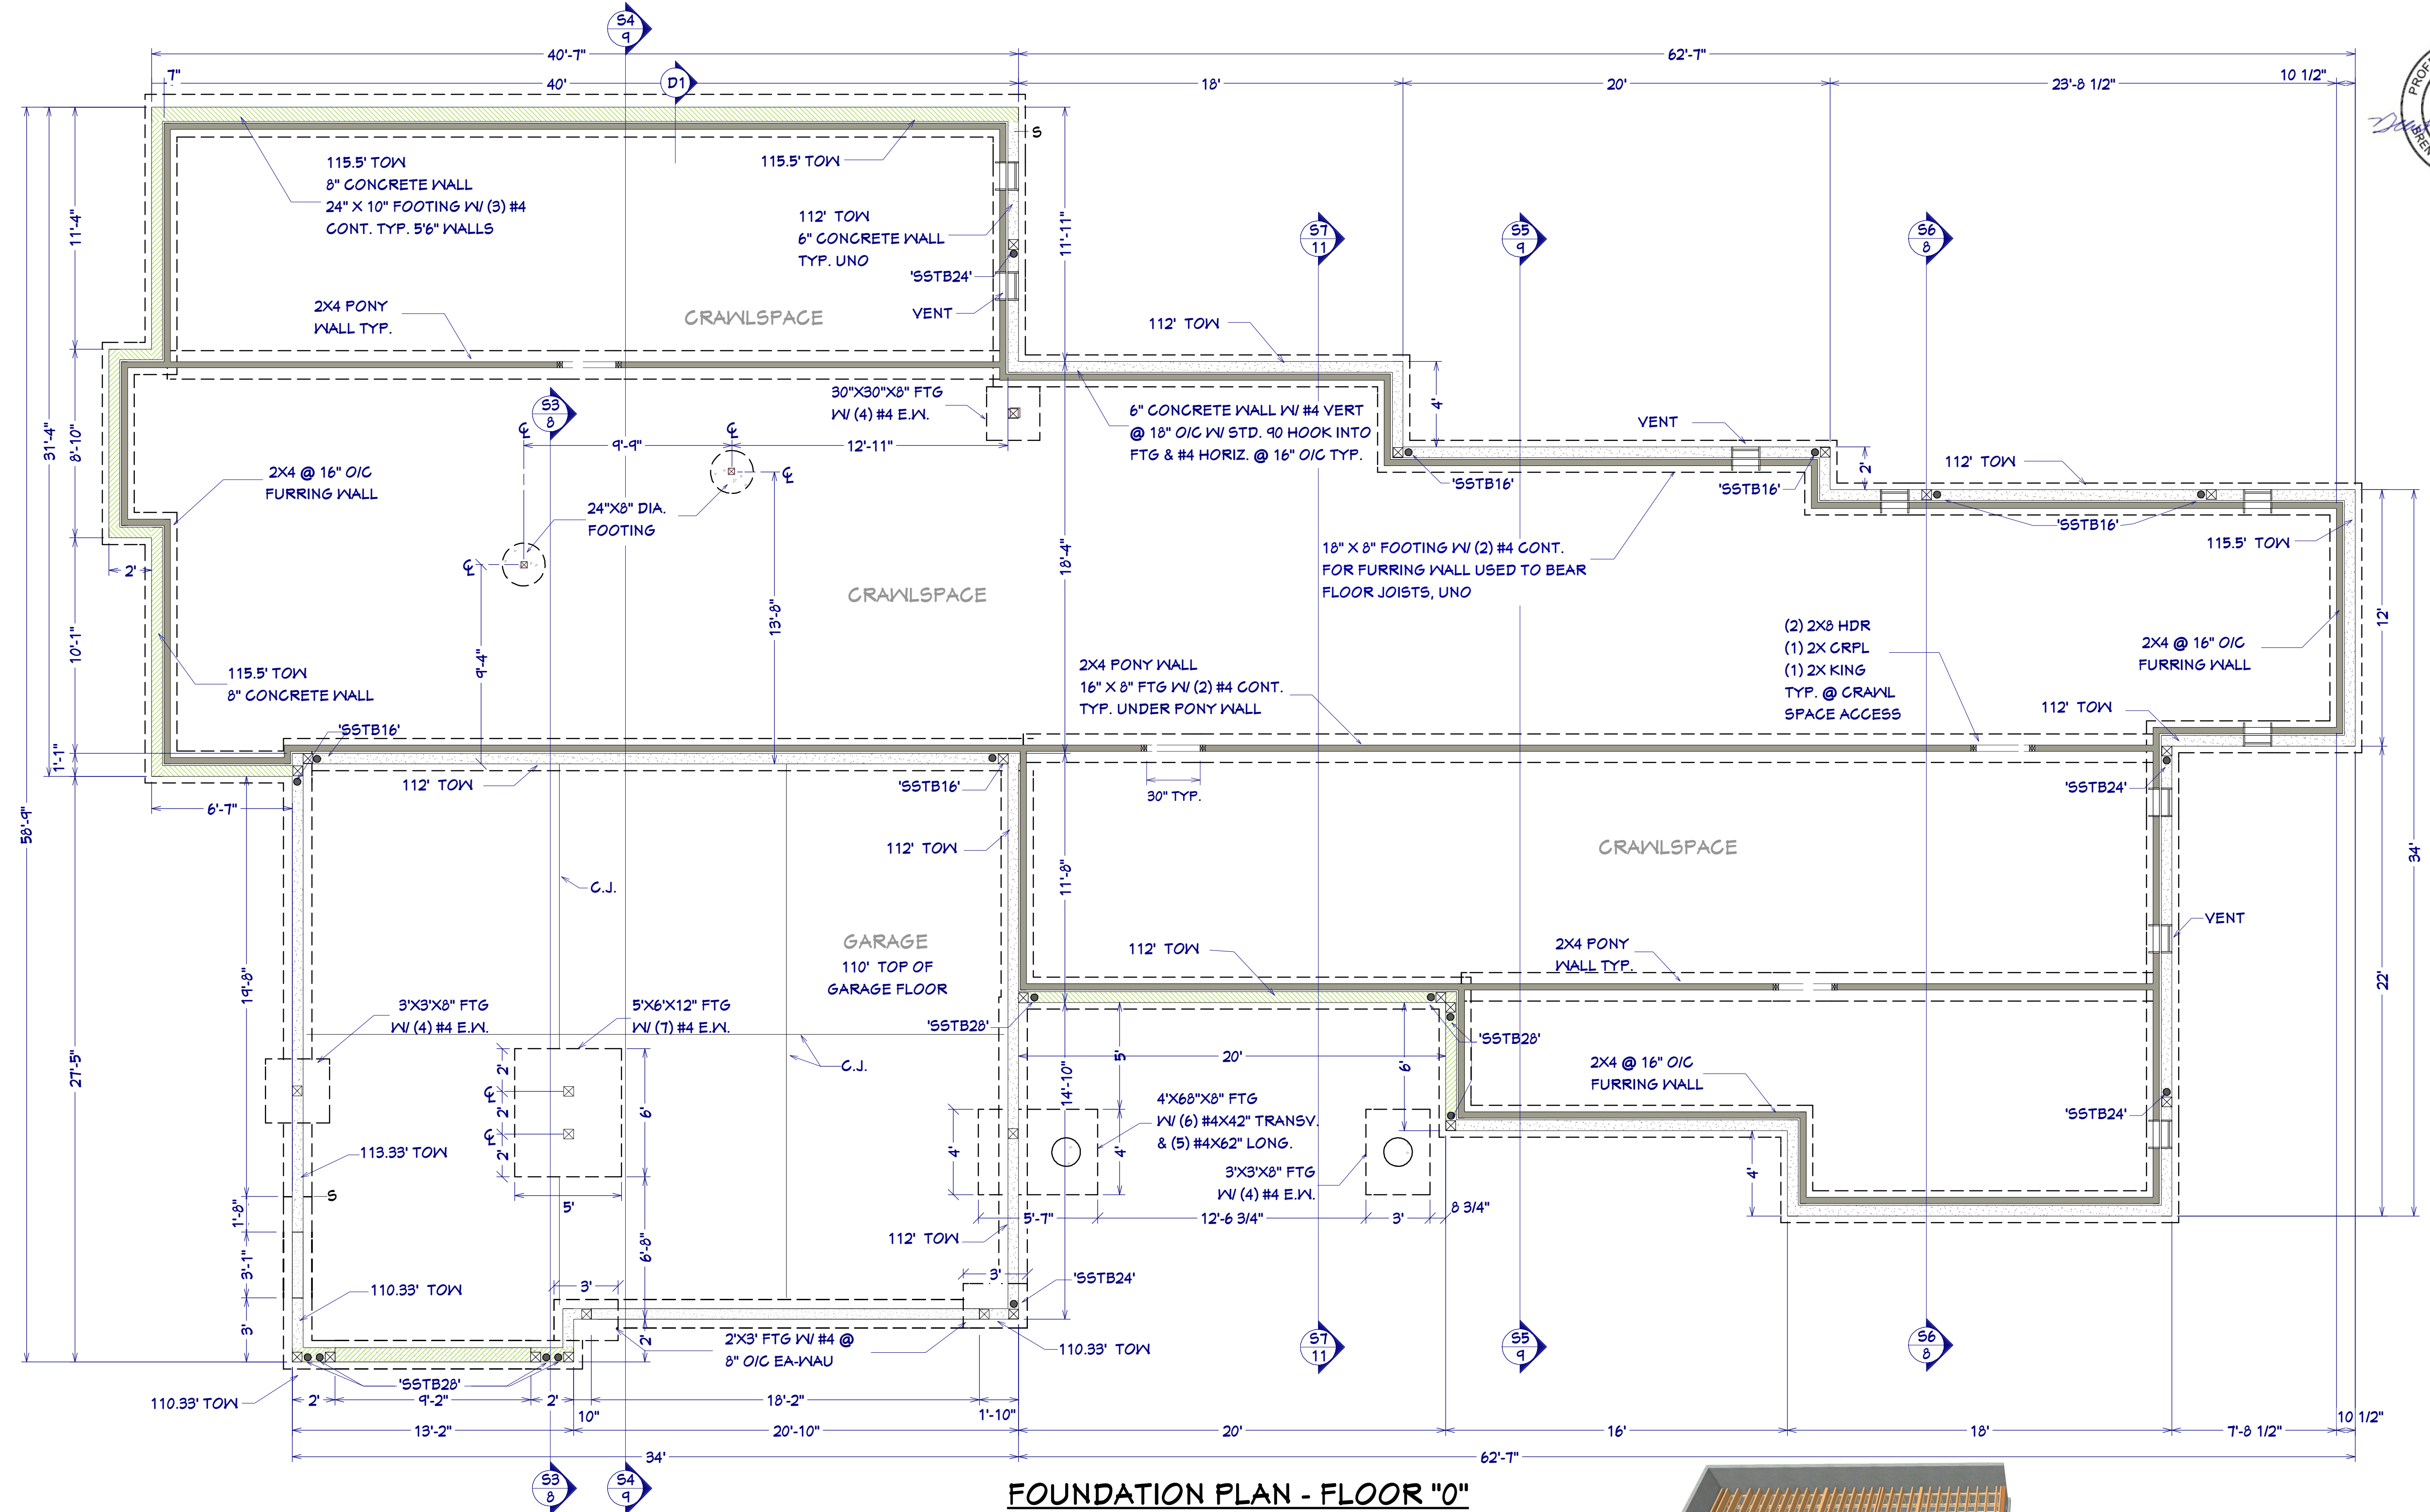 S4
9
40'-7"
62'-7"
7"
40'
D1
18'
20'
23'-8 1/2"
10 1/2"
S
115.5' TOW
8" CONCRETE WALL
24" X 10" FOOTING W/ (3) #4
CONT. TYP. 5'6" WALLS
115.5' TOW
112' TOW
6" CONCRETE WALL
TYP. UNO
'SSTB24'
VENT
11'-4"
11'-11"
S7
11
S5
9
S6
8
2X4 PONY
WALL TYP.
CRAWLSPACE
112' TOW
31'-4"
8'-10"
S3
8
30"X30"X8" FTG
W/ (4) #4 E.W.
9'-9"
12'-11"
6" CONCRETE WALL W/ #4 VERT
@ 18" O/C W/ STD. 90 HOOK INTO
FTG & #4 HORIZ. @ 16" O/C TYP.
4'
VENT
2'
112' TOW
'SSTB16'
'SSTB16'
'SSTB16'
115.5' TOW
2X4 @ 16" O/C
FURRING WALL
24"X8" DIA.
FOOTING
2'
18'-4"
18" X 8" FOOTING W/ (2) #4 CONT.
FOR FURRING WALL USED TO BEAR
FLOOR JOISTS, UNO
CRAWLSPACE
10'-1"
9'-4"
13'-8"
115.5' TOW
8" CONCRETE WALL
2X4 PONY WALL
16" X 8" FTG W/ (2) #4 CONT.
TYP. UNDER PONY WALL
(2) 2X8 HDR
(1) 2X CRPL
(1) 2X KING
TYP. @ CRAWL
SPACE ACCESS
2X4 @ 16" O/C
FURRING WALL
12'
34'
112' TOW
'SSTB16'
1'-1"
112' TOW
'SSTB16'
30" TYP.
'SSTB24'
6'-7"
58'-9"
112' TOW
11'-8"
CRAWLSPACE
C.J.
VENT
GARAGE
110' TOP OF
GARAGE FLOOR
112' TOW
2X4 PONY
WALL TYP.
22'
19'-8"
27'-5"
3'X3'X8" FTG
W/ (4) #4 E.W.
5'X6'X12" FTG
W/ (7) #4 E.W.
'SSTB28'
'SSTB28'
C.J.
20'
5'
6'
14'-10"
2'
2'
2'
6'
2X4 @ 16" O/C
FURRING WALL
4'X68"X8" FTG
W/ (6) #4X42" TRANSV.
& (5) #4X62" LONG.
4'
4'
'SSTB24'
113.33' TOW
3'X3'X8" FTG
W/ (4) #4 E.W.
4'
S
5'
1'-8"
5'-7"
12'-6 3/4"
3'
8 3/4"
112' TOW
6'-8"
3'-1"
3'
3'
'SSTB24'
110.33' TOW
3'
2'
2'X3' FTG W/ #4 @
8" O/C EA-WAU
110.33' TOW
S7
11
S5
9
S6
8
'SSTB28'
110.33' TOW
2'
9'-2"
2'
10"
18'-2"
1'-10"
13'-2"
20'-10"
20'
16'
18'
7'-8 1/2"
10 1/2"
34'
62'-7"
S3
8
S4
9
FOUNDATION PLAN - FLOOR "0"